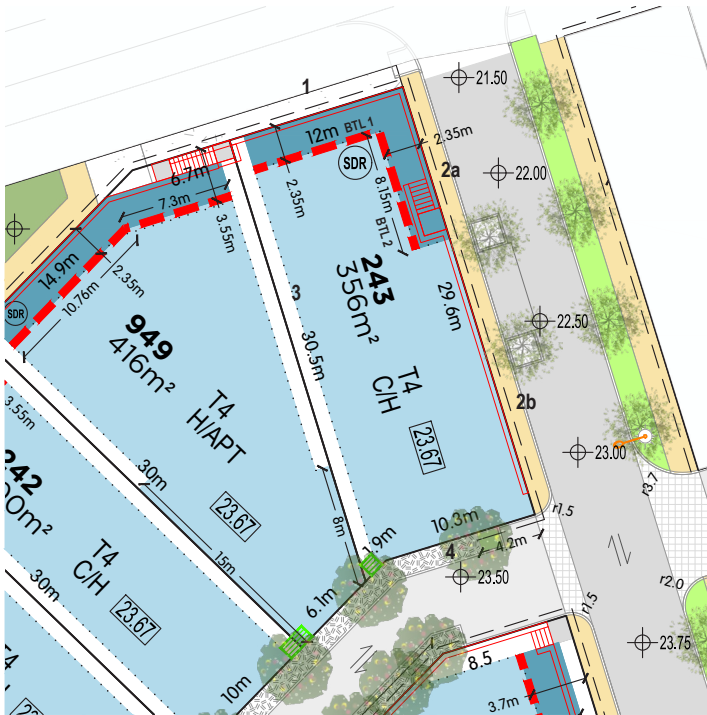 1
21.50
12m
BTL 1
2.35m
SDR
2a
22.00
6.7m
2.35m
8.15m
7.3m
3.55m
BTL 2
14.9m
2.35m
10.76m
243
356m²
3
29.6m
SDR
949
416m²
30.5m
22.50
T4
C/H
T4
H/APT
3.55m
2b
23.67
23.00
242
30m
23.67
r3.7
8m
10.3m
r1.5
15m
1.9m
4
4.2m
T4
C/H
23.50
30m
6.1m
r2.0
r1.5
23.67
23.75
8.5
10m
3.7m